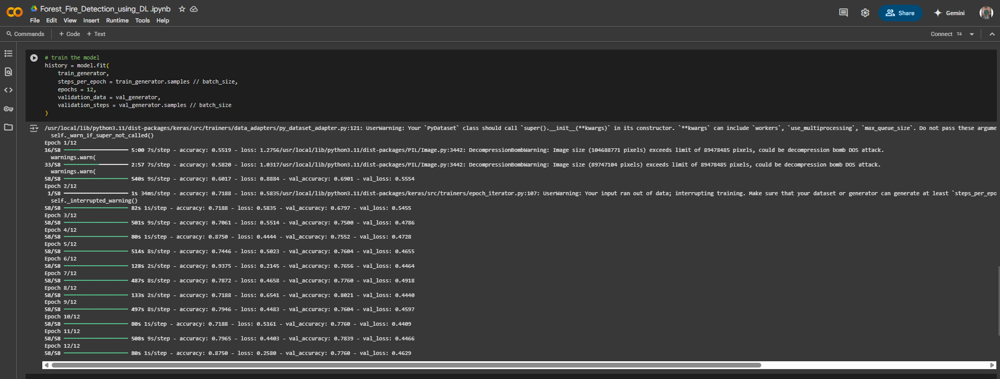 Forest_Fire_Detection_using_DL .ipynb
File Edit View Insert Runtime Tools Help
Share
Gemini
Commands + Code + Text
Connect T4
# train the model
history = model.fit(
    train_generator,
    steps_per_epoch = train_generator.samples // batch_size,
    epochs = 12,
    validation_data = val_generator,
    validation_steps = val_generator.samples // batch_size
)
/usr/local/lib/python3.11/dist-packages/keras/src/trainers/data_adapters/py_dataset_adapter.py:121: UserWarning: Your `PyDataset` class should call `super().__init__(**kwargs)` in its constructor. `**kwargs` can include `workers`, `use_multiprocessing`, `max_queue_size`. Do not pass these argume
  self._warn_if_super_not_called()
Epoch 1/12
16/58 5:00 7s/step - accuracy: 0.5519 - loss: 1.2756/usr/local/lib/python3.11/dist-packages/PIL/Image.py:3442: DecompressionBombWarning: Image size (104688771 pixels) exceeds limit of 89478485 pixels, could be decompression bomb DOS attack.
  warnings.warn(
33/58 2:57 7s/step - accuracy: 0.5820 - loss: 1.0317/usr/local/lib/python3.11/dist-packages/PIL/Image.py:3442: DecompressionBombWarning: Image size (89747104 pixels) exceeds limit of 89478485 pixels, could be decompression bomb DOS attack.
  warnings.warn(
58/58 540s 9s/step - accuracy: 0.6017 - loss: 0.8884 - val_accuracy: 0.6901 - val_loss: 0.5554
Epoch 2/12
1/58 1s 34ms/step - accuracy: 0.7188 - loss: 0.5835/usr/local/lib/python3.11/dist-packages/keras/src/trainers/epoch_iterator.py:107: UserWarning: Your input ran out of data; interrupting training. Make sure that your dataset or generator can generate at least `steps_per_epo
  self._interrupted_warning()
58/58 82s 1s/step - accuracy: 0.7188 - loss: 0.5835 - val_accuracy: 0.6797 - val_loss: 0.5455
Epoch 3/12
58/58 501s 9s/step - accuracy: 0.7061 - loss: 0.5514 - val_accuracy: 0.7500 - val_loss: 0.4786
Epoch 4/12
58/58 80s 1s/step - accuracy: 0.8750 - loss: 0.4444 - val_accuracy: 0.7552 - val_loss: 0.4728
Epoch 5/12
58/58 514s 8s/step - accuracy: 0.7446 - loss: 0.5023 - val_accuracy: 0.7604 - val_loss: 0.4655
Epoch 6/12
58/58 128s 2s/step - accuracy: 0.9375 - loss: 0.2145 - val_accuracy: 0.7656 - val_loss: 0.4464
Epoch 7/12
58/58 487s 8s/step - accuracy: 0.7872 - loss: 0.4658 - val_accuracy: 0.7760 - val_loss: 0.4918
Epoch 8/12
58/58 133s 2s/step - accuracy: 0.7188 - loss: 0.6541 - val_accuracy: 0.8021 - val_loss: 0.4440
Epoch 9/12
58/58 497s 8s/step - accuracy: 0.7946 - loss: 0.4483 - val_accuracy: 0.7604 - val_loss: 0.4597
Epoch 10/12
58/58 80s 1s/step - accuracy: 0.7188 - loss: 0.5161 - val_accuracy: 0.7760 - val_loss: 0.4409
Epoch 11/12
58/58 508s 9s/step - accuracy: 0.7965 - loss: 0.4403 - val_accuracy: 0.7839 - val_loss: 0.4466
Epoch 12/12
58/58 80s 1s/step - accuracy: 0.8750 - loss: 0.2580 - val_accuracy: 0.7760 - val_loss: 0.4629